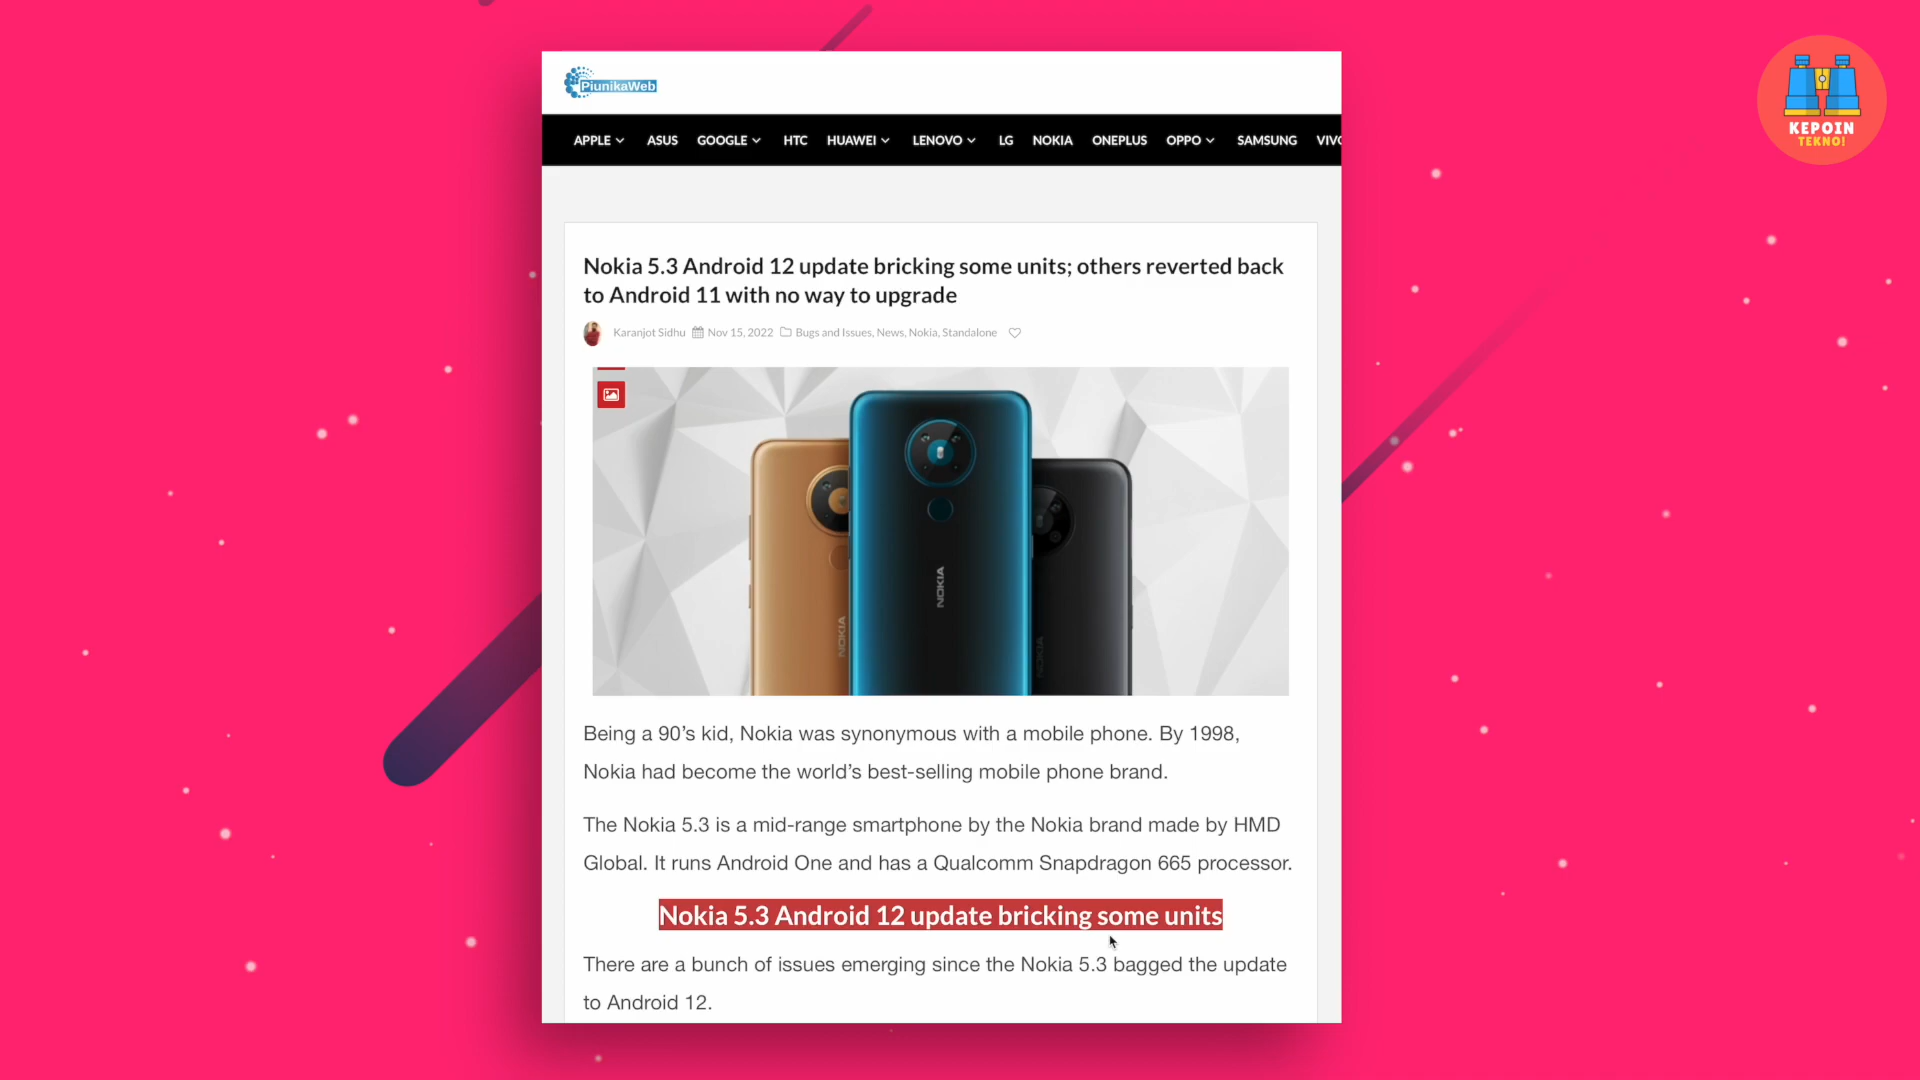 PiunikaWeb
KEPOIN
TEKNO!
APPLE ASUS GOOGLE HTC HUAWEI LENOVO LG NOKIA ONEPLUS OPPO SAMSUNG
Nokia 5.3 Android 12 update bricking some units; others reverted back
to Android 11 with no way to upgrade
Karanjot Sidhu Nov 15, 2022 Bugs and Issues, News, Nokia, Standalone
NOKIA
NOKIA
NOKIA
Being a 90’s kid, Nokia was synonymous with a mobile phone. By 1998,
Nokia had become the world’s best-selling mobile phone brand.
The Nokia 5.3 is a mid-range smartphone by the Nokia brand made by HMD
Global. It runs Android One and has a Qualcomm Snapdragon 665 processor.
Nokia 5.3 Android 12 update bricking some units
There are a bunch of issues emerging since the Nokia 5.3 bagged the update
to Android 12.